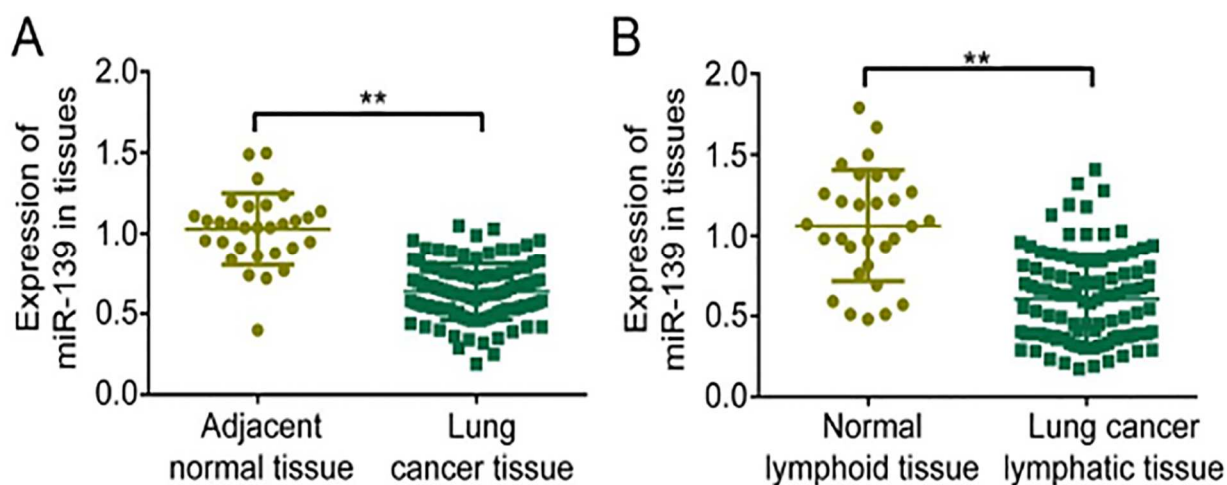 A
Expression of
miR-139 in tissues
2.0
1.5
1.0
0.5
0.0
**
Adjacent
normal tissue
Lung
cancer tissue
B
Expression of
miR-139 in tissues
2.0
1.5
1.0
0.5
0.0
**
Normal
lymphoid tissue
Lung cancer
lymphatic tissue